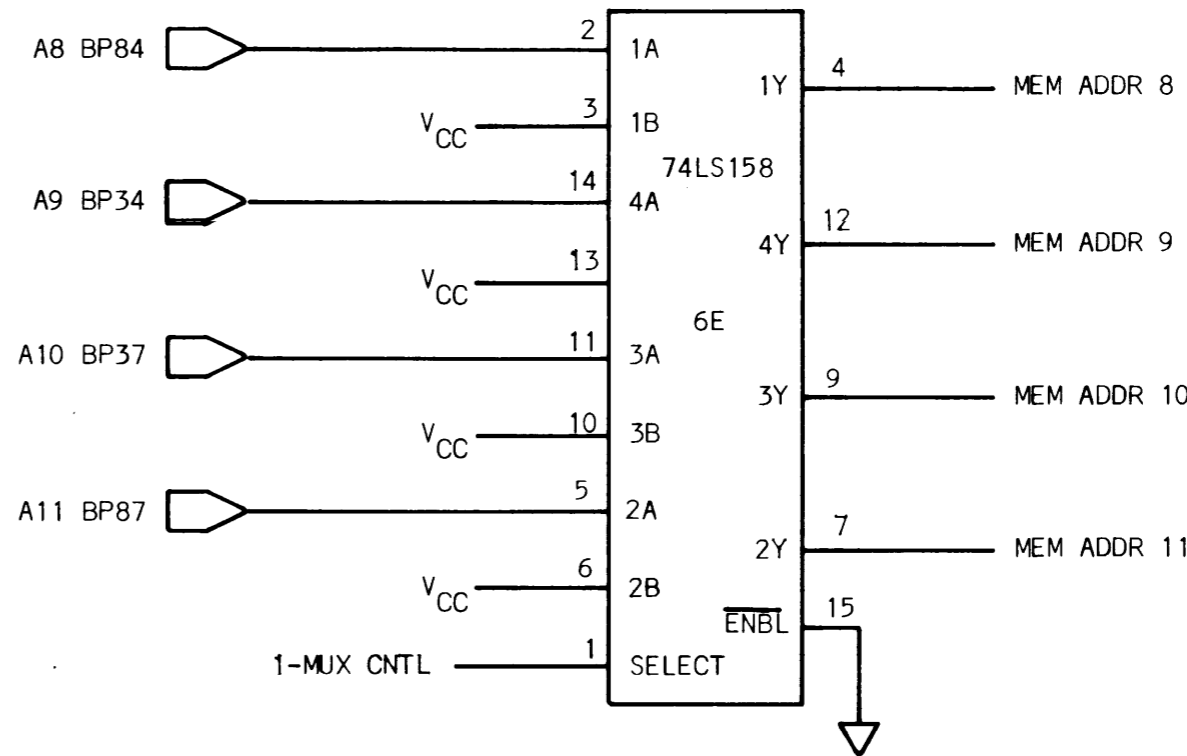 A8 BP84 2 1A
1Y 4 MEM ADDR 8
VCC 3 1B
74LS158
A9 BP34 14 4A
4Y 12 MEM ADDR 9
VCC 13
6E
A10 BP37 11 3A
3Y 9 MEM ADDR 10
VCC 10 3B
A11 BP87 5 2A
2Y 7 MEM ADDR 11
VCC 6 2B
ENBL 15
1-MUX CNTL 1 SELECT